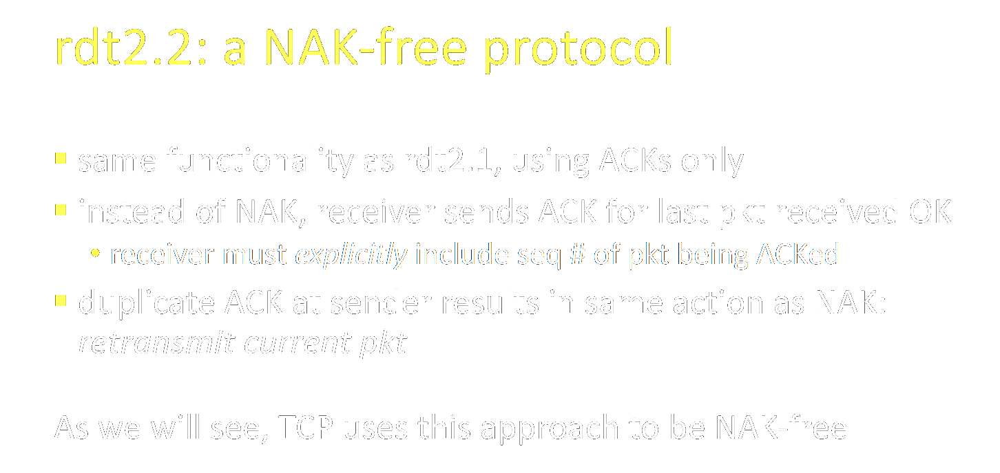 rdt2.2: a NAK-free protocol
▪ same functionality as rdt2.1, using ACKs only
▪ instead of NAK, receiver sends ACK for last pkt received OK
• receiver must explicitly include seq # of pkt being ACKed
▪ duplicate ACK at sender results in same action as NAK:
retransmit current pkt
As we will see, TCP uses this approach to be NAK-free